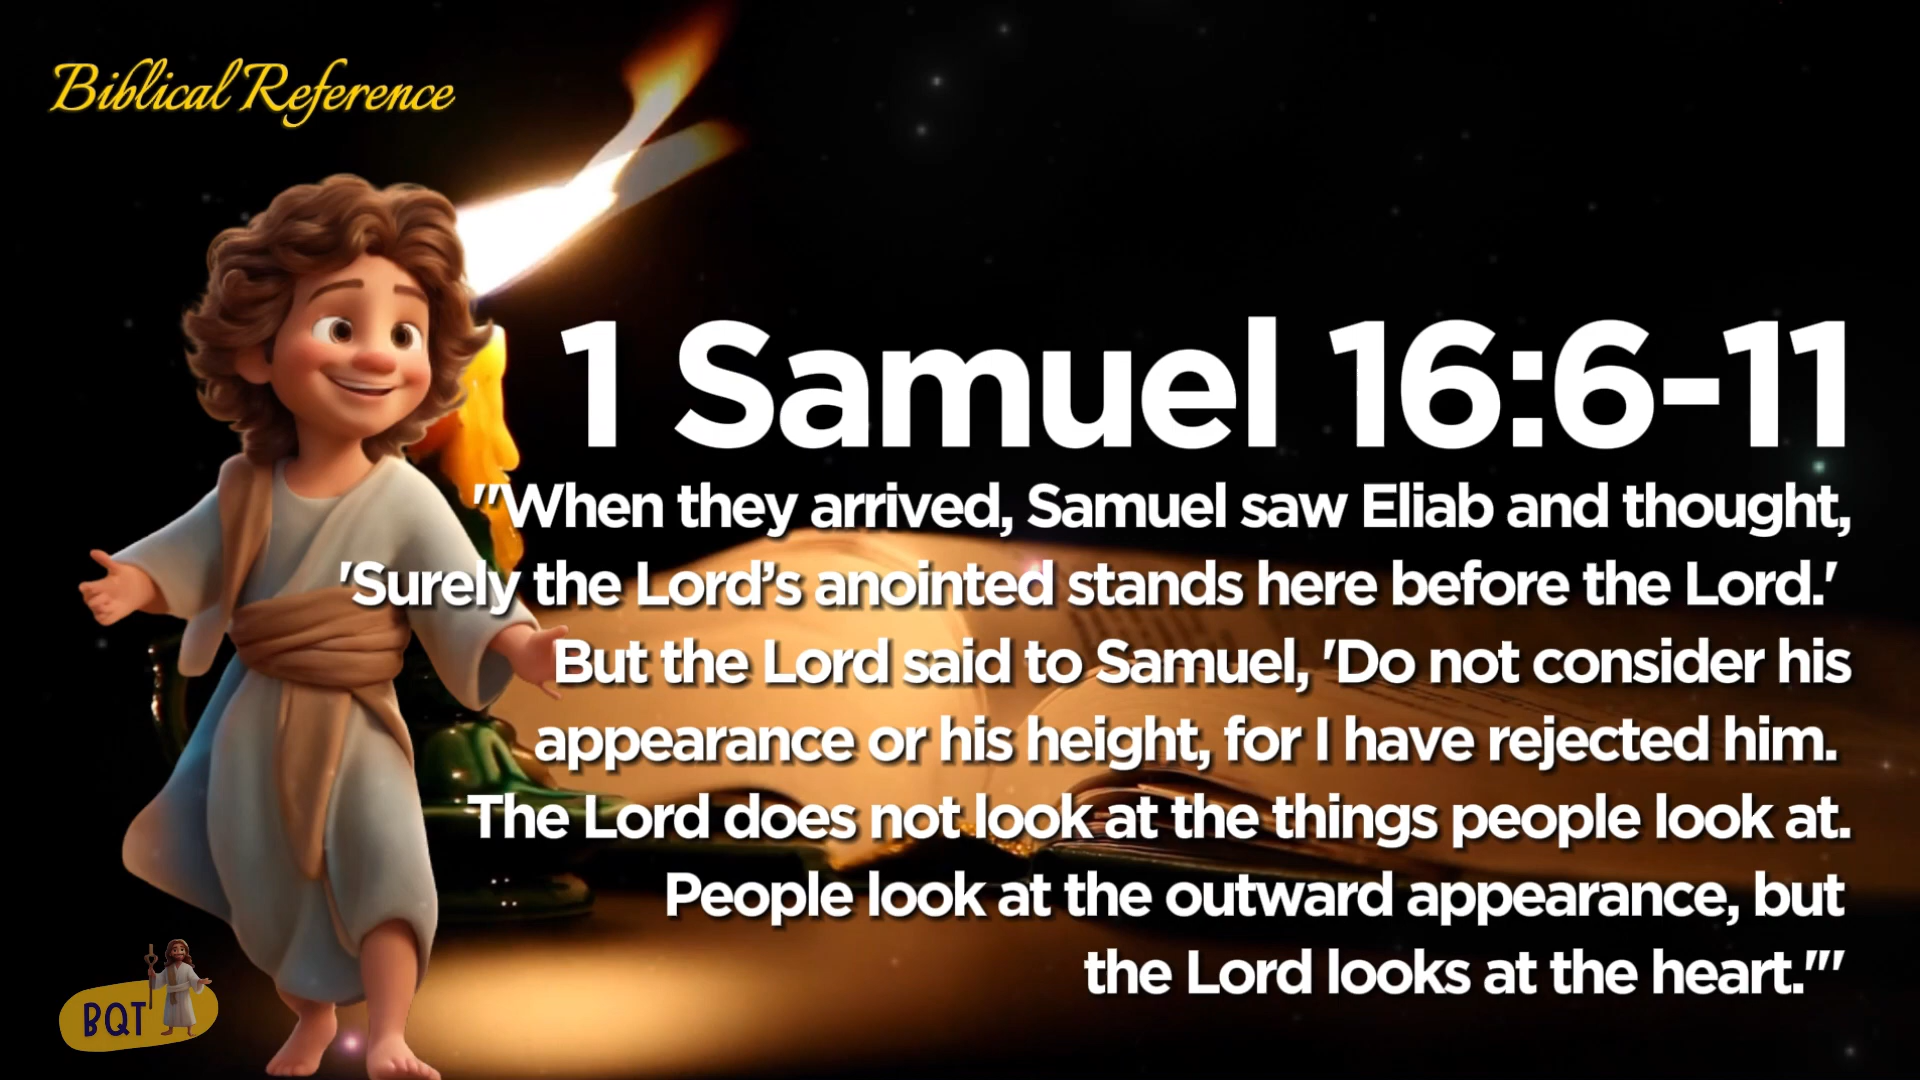 Biblical Reference
1 Samuel 16:6-11
"When they arrived, Samuel saw Eliab and thought,
'Surely the Lord’s anointed stands here before the Lord.'
But the Lord said to Samuel, 'Do not consider his
appearance or his height, for I have rejected him.
The Lord does not look at the things people look at.
People look at the outward appearance, but
the Lord looks at the heart.'"
BQT